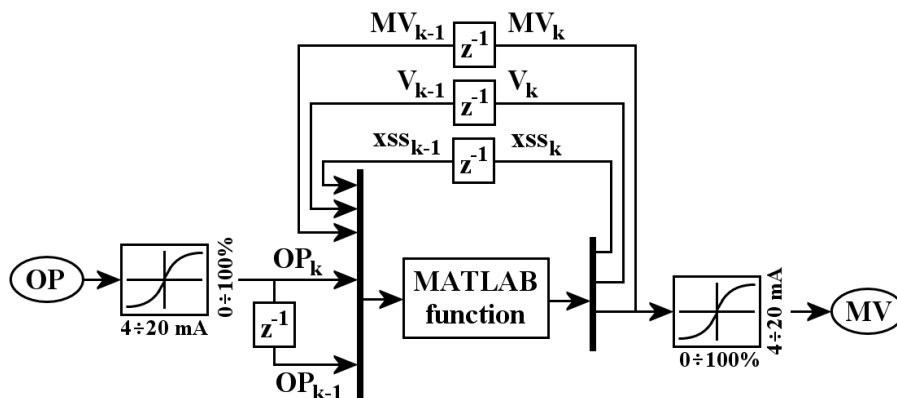 MV_{k-1} z^{-1} MV_k
V_{k-1} z^{-1} V_k
xss_{k-1} z^{-1} xss_k
OP
4÷20 mA
0÷100%
OP_k
z^{-1}
OP_{k-1}
MATLAB
function
0÷100%
4÷20 mA
MV